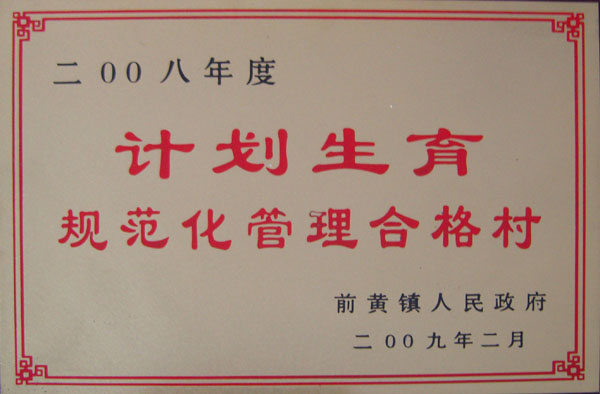 二00八年度
计划生育
规范化管理合格村
前黄镇人民政府
二00九年二月